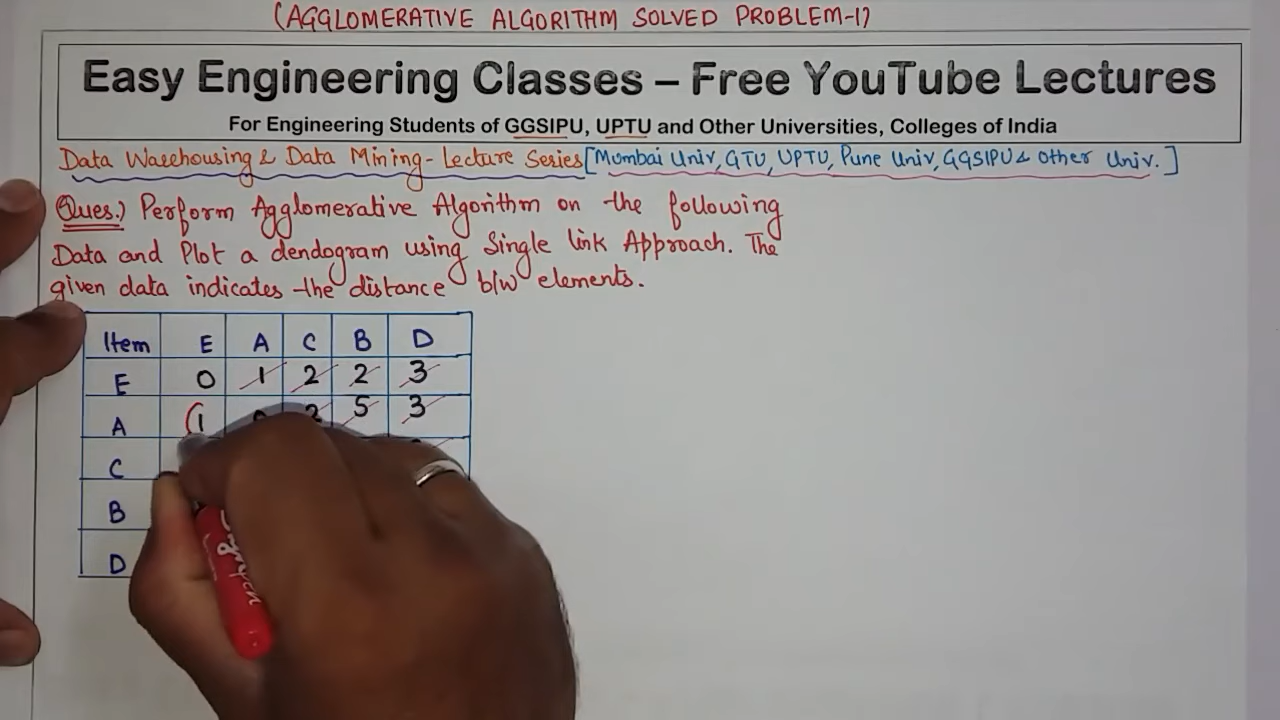 (AGGLOMERATIVE ALGORITHM SOLVED PROBLEM-1)
Easy Engineering Classes – Free YouTube Lectures
For Engineering Students of GGSIPU, UPTU and Other Universities, Colleges of India
Data Warehousing & Data Mining - Lecture Series [Mumbai Univ, GTU, UPTU, Pune Univ, GGSIPU & Other Univ.]
Ques.) Perform Agglomerative Algorithm on the following
Data and Plot a dendogram using Single link Approach. The
given data indicates the distance b/w elements.
Item E A C B D
E 0 1 2 2 3
A 1 2 5 3
C
B
D